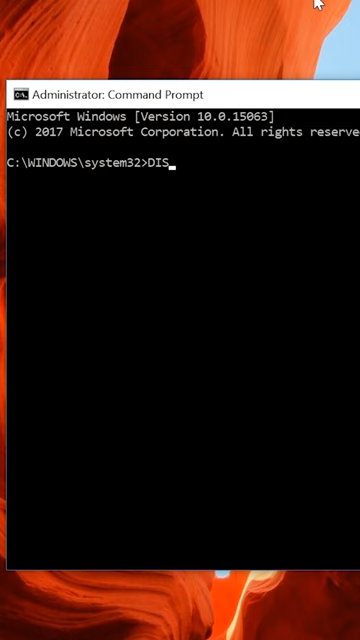 Administrator: Command Prompt
Microsoft Windows [Version 10.0.15063]
(c) 2017 Microsoft Corporation. All rights reserve
C:\WINDOWS\system32>DIS